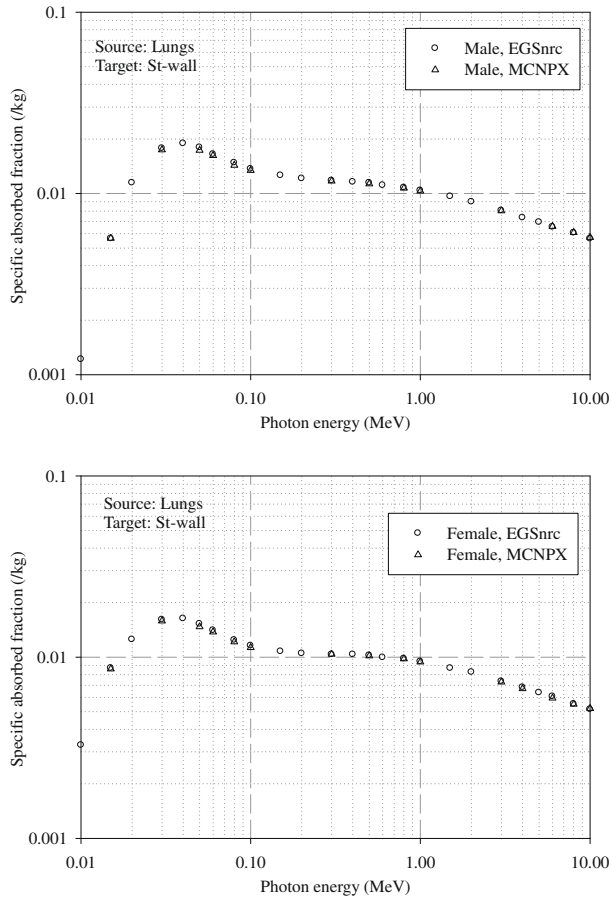 0.1
Source: Lungs
Target: St-wall
Male, EGSnrc
Male, MCNPX
Specific absorbed fraction (/kg)
0.01
0.001
0.01
0.10
1.00
10.00
Photon energy (MeV)
0.1
Source: Lungs
Target: St-wall
Female, EGSnrc
Female, MCNPX
Specific absorbed fraction (/kg)
0.01
0.001
0.01
0.10
1.00
10.00
Photon energy (MeV)